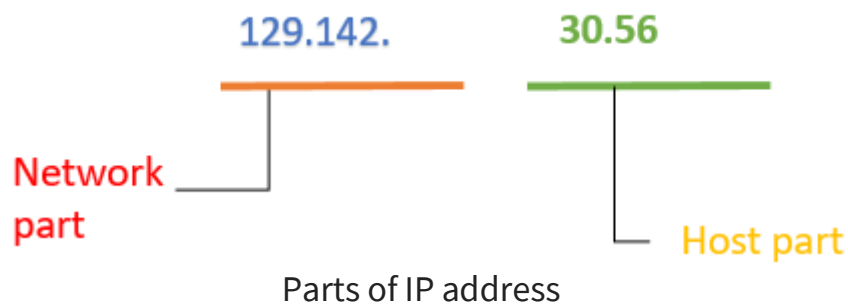 129.142. 30.56
Network
part
Host part
Parts of IP address